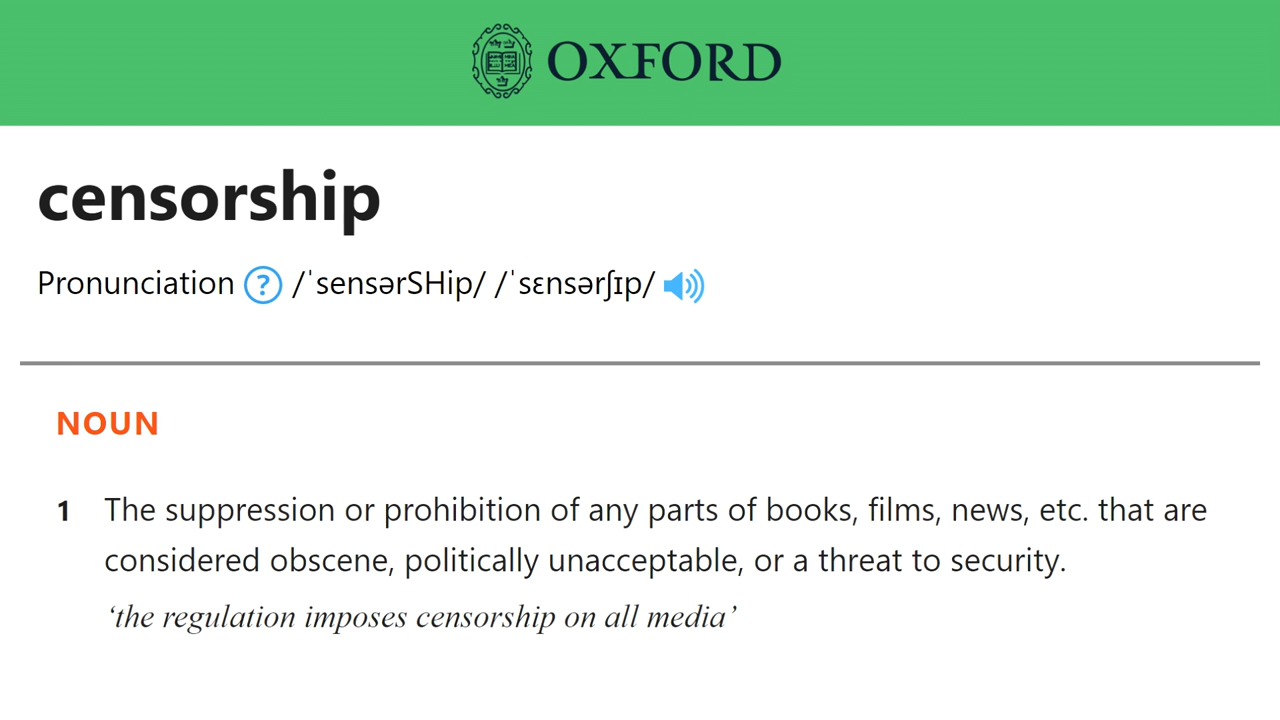 OXFORD
censorship
Pronunciation ? /ˈsensərSHip/ /ˈsɛnsərʃɪp/
NOUN
1 The suppression or prohibition of any parts of books, films, news, etc. that are
considered obscene, politically unacceptable, or a threat to security.
‘the regulation imposes censorship on all media’